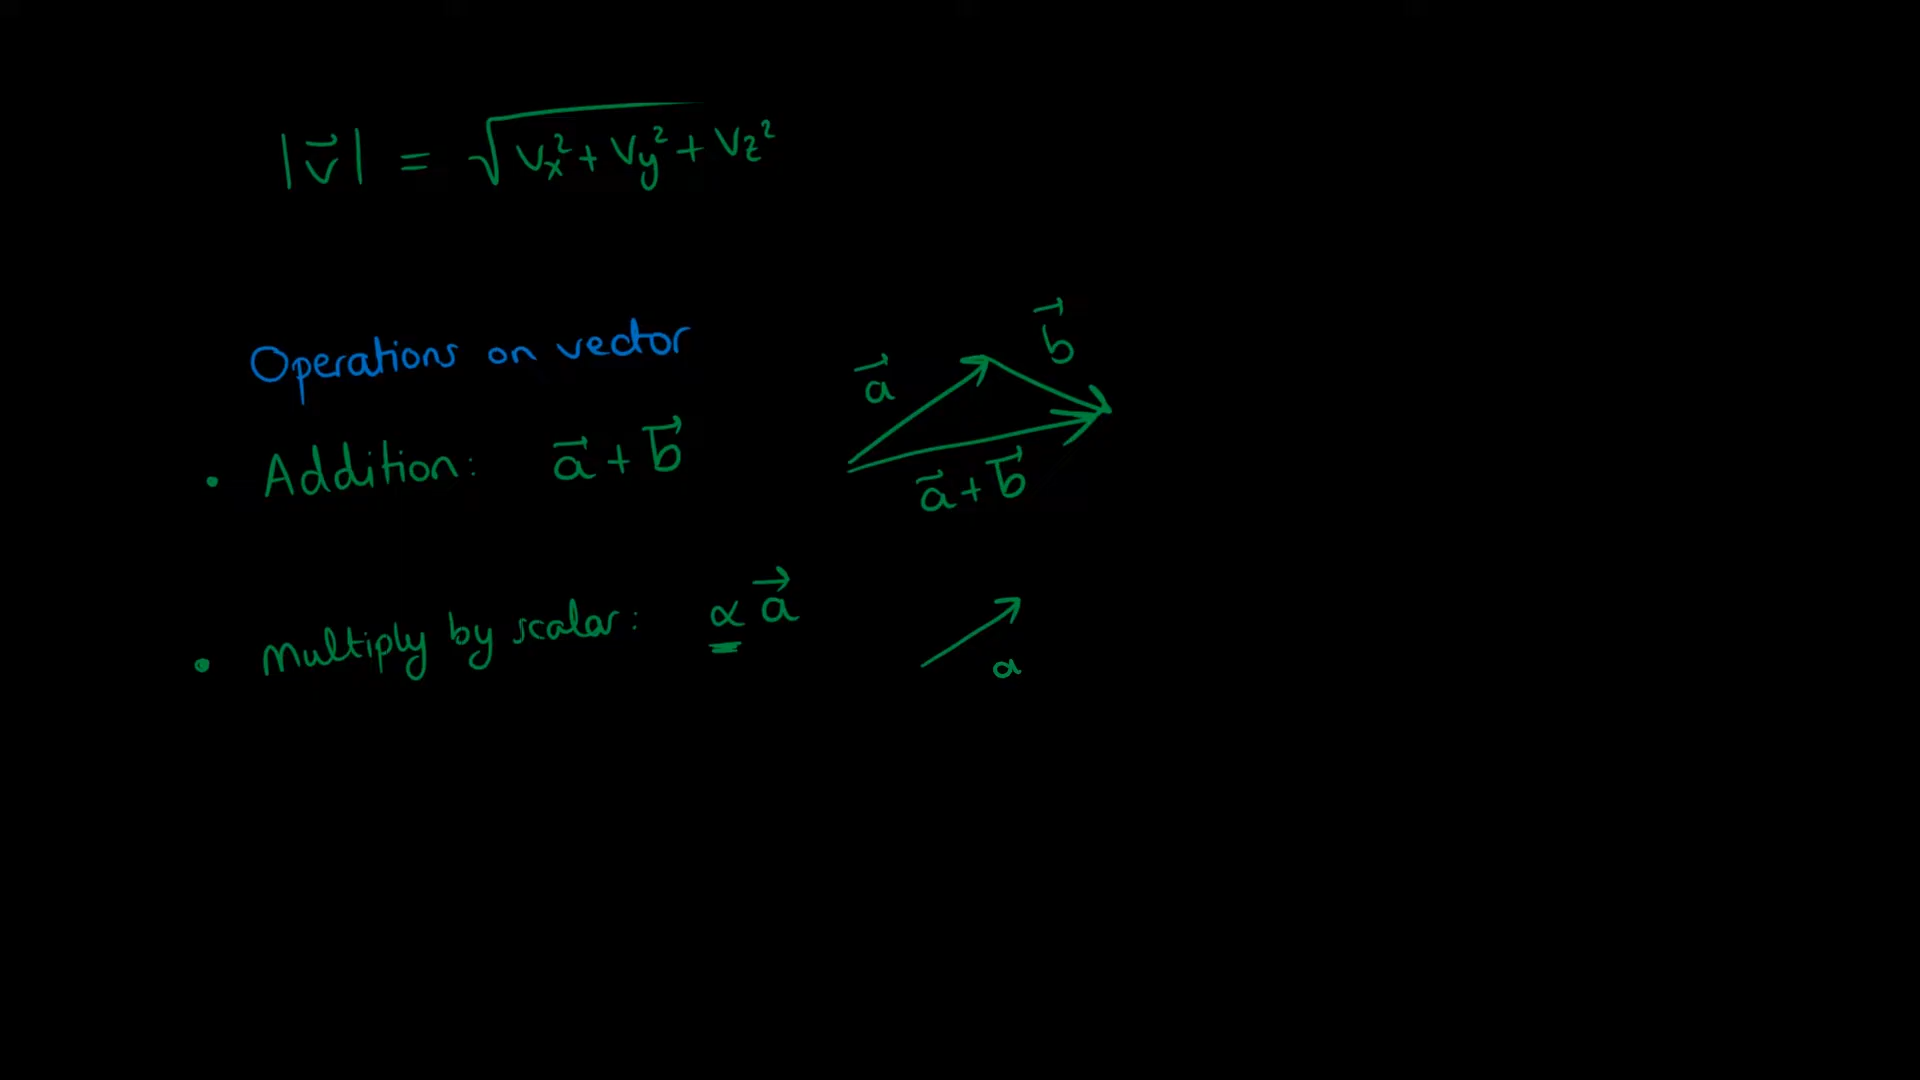 |v⃗| = √vx² + vy² + vz²
Operations on vector
a⃗
b⃗
• Addition: a⃗ + b⃗
a⃗ + b⃗
• Multiply by scalar: α a⃗
a